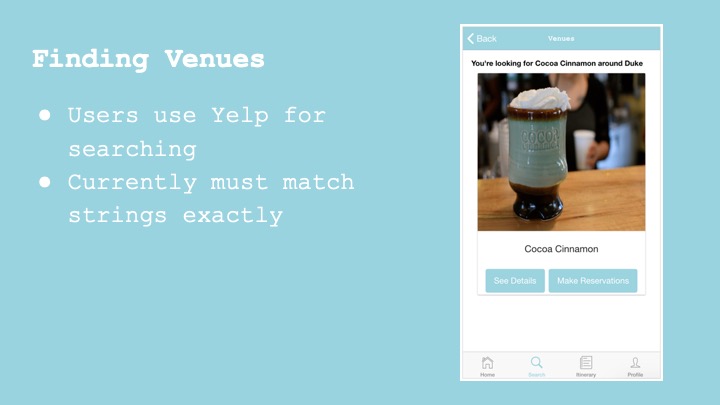 Finding Venues
● Users use Yelp for
searching
● Currently must match
strings exactly
Back
Venues
You're looking for Cocoa Cinnamon around Duke
COCOA
Cocoa Cinnamon
See Details
Make Reservations
Home
Search
Itinerary
Profile